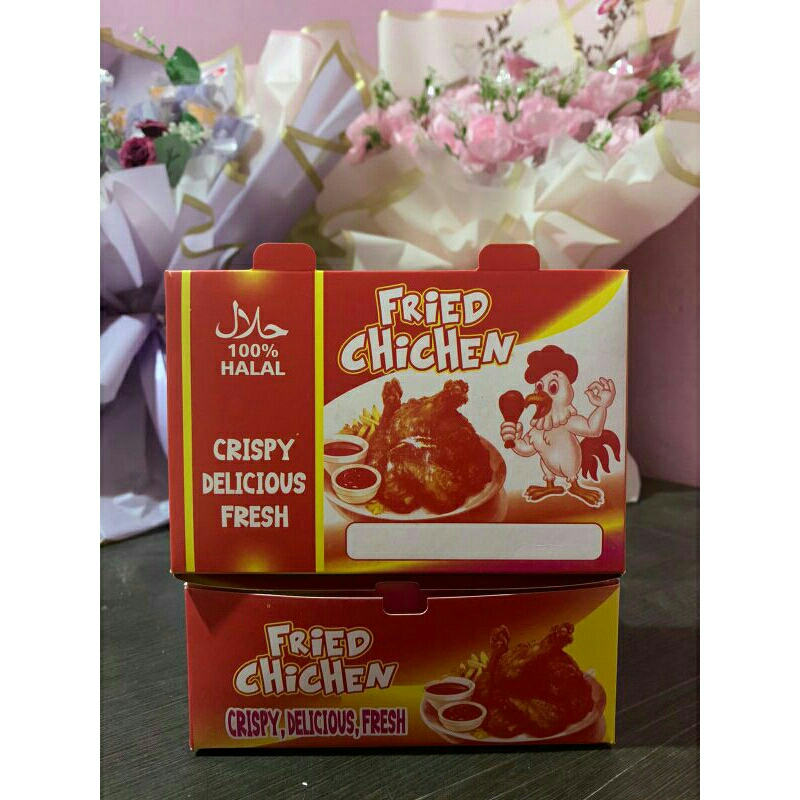 حلال
100%
HALAL
CRISPY
DELICIOUS
FRESH
FRiED
CHiCHEN
FRiED
CHiCHEN
CRISPY, DELICIOUS, FRESH